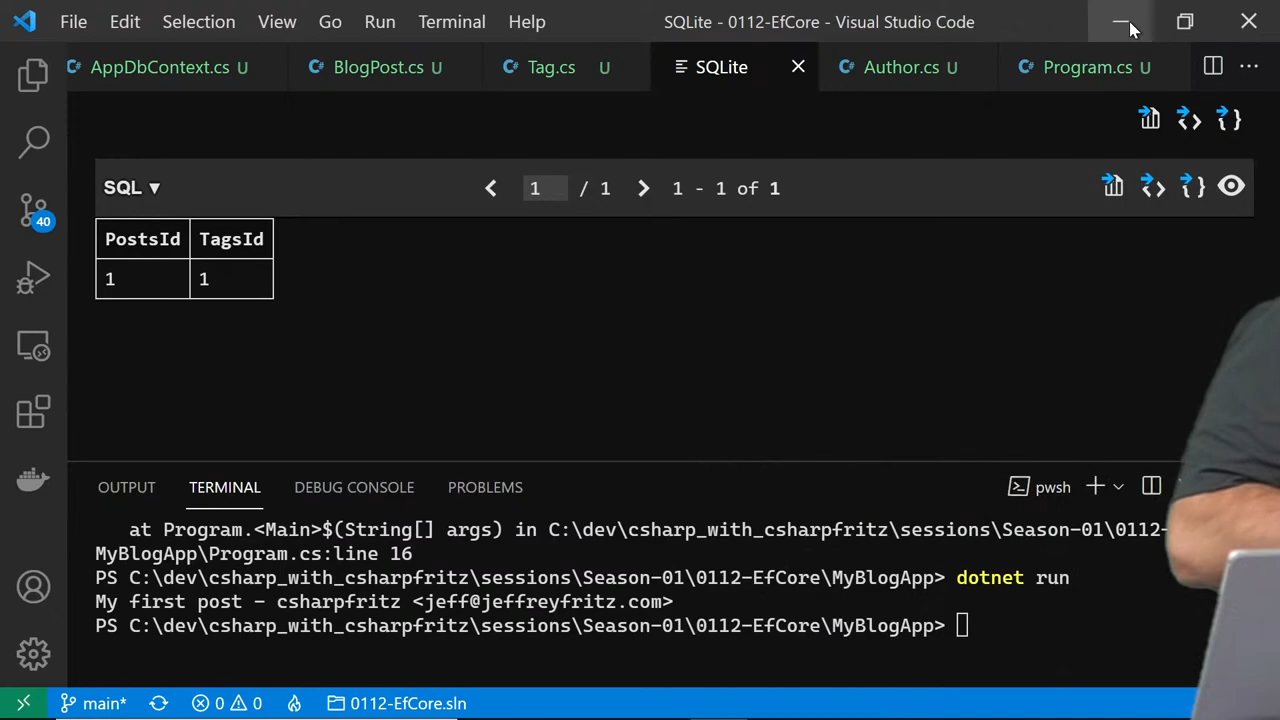 File Edit Selection View Go Run Terminal Help SQLite - 0112-EfCore - Visual Studio Code
AppDbContext.cs U BlogPost.cs U Tag.cs U SQLite Author.cs U Program.cs U
SQL ▼ 1 / 1 1 - 1 of 1
PostsId TagsId
1 1
40
OUTPUT TERMINAL DEBUG CONSOLE PROBLEMS pwsh
at Program.<Main>$(String[] args) in C:\dev\csharp_with_csharpfritz\sessions\Season-01\0112-
MyBlogApp\Program.cs:line 16
PS C:\dev\csharp_with_csharpfritz\sessions\Season-01\0112-EfCore\MyBlogApp> dotnet run
My first post - csharpfritz <jeff@jeffreyfritz.com>
PS C:\dev\csharp_with_csharpfritz\sessions\Season-01\0112-EfCore\MyBlogApp>
main* 0 0 0112-EfCore.sln